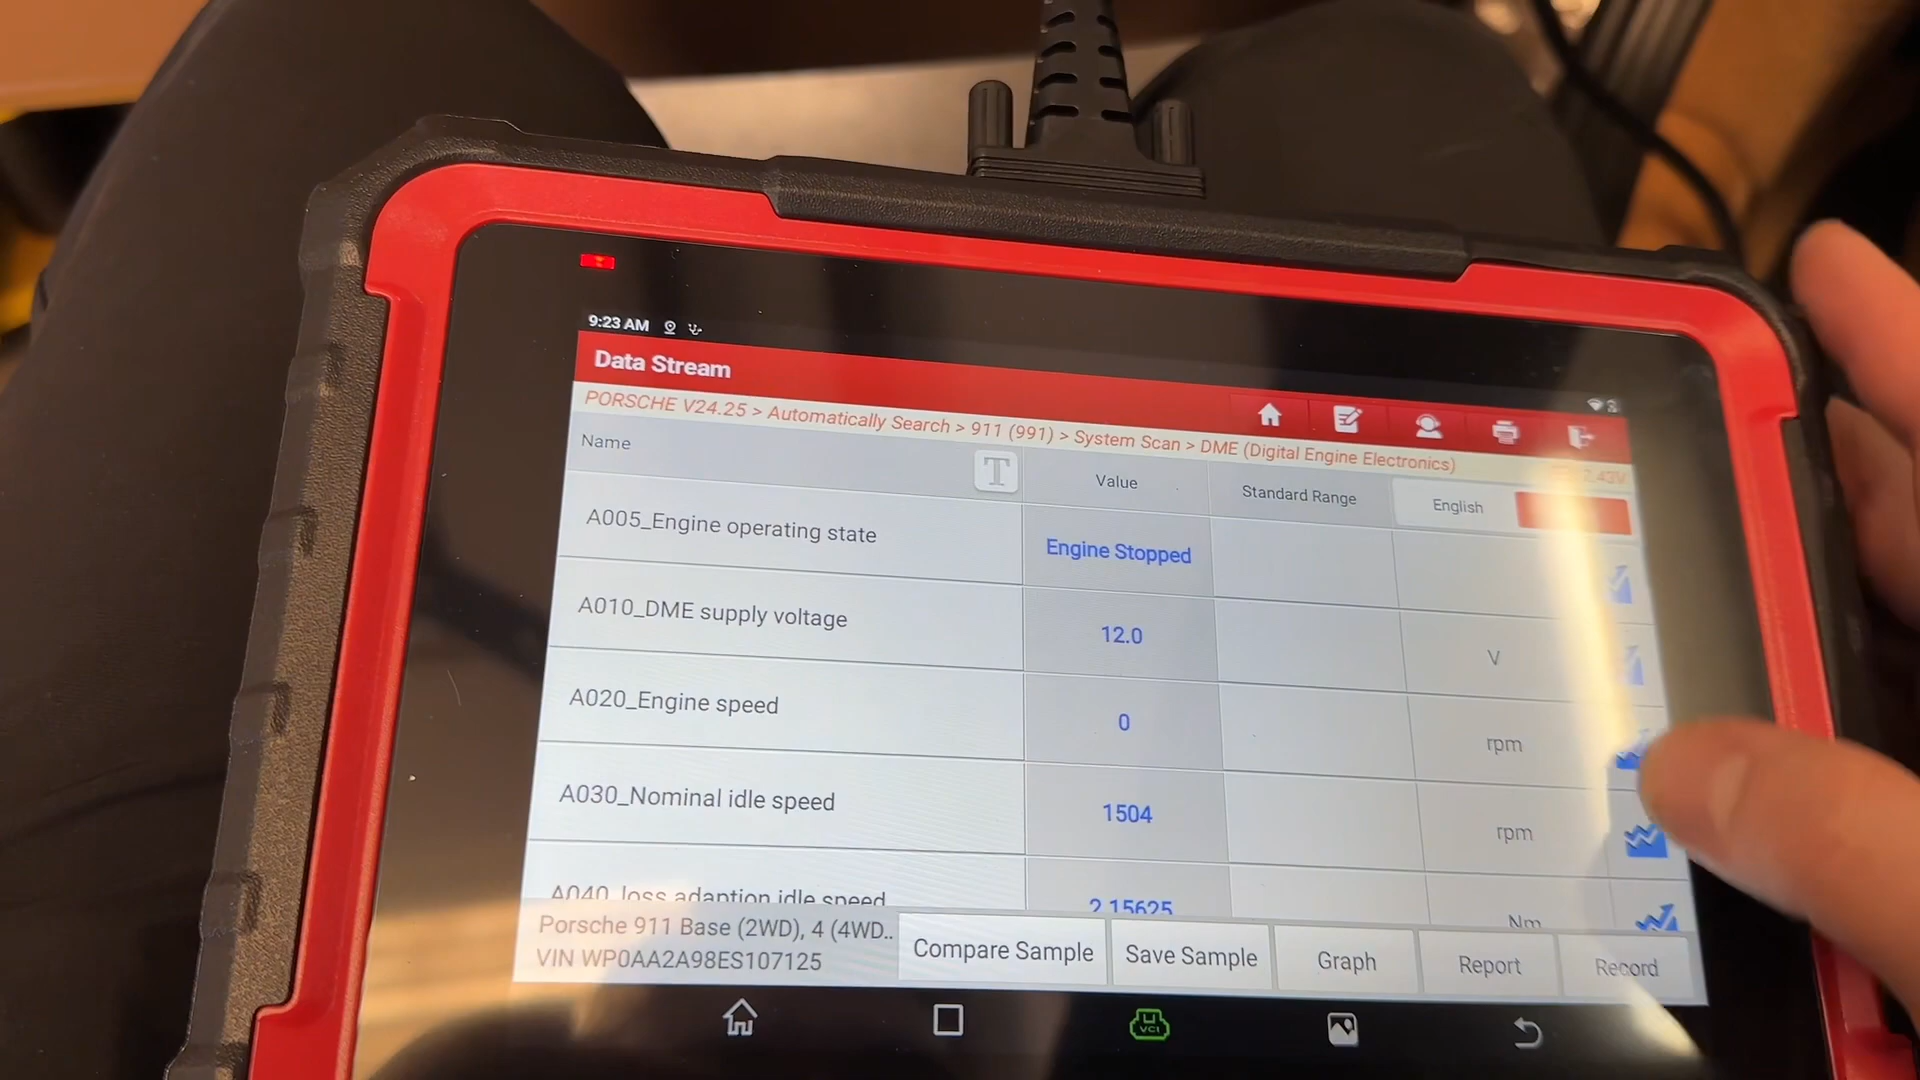 9:23 AM
Data Stream
PORSCHE V24.25 > Automatically Search > 911 (991) > System Scan > DME (Digital Engine Electronics)
Name T Value Standard Range English
A005_Engine operating state Engine Stopped
A010_DME supply voltage 12.0 V
A020_Engine speed 0 rpm
A030_Nominal idle speed 1504 rpm
A040_loss adaption idle speed 2.15625 Nm
Porsche 911 Base (2WD), 4 (4WD..
VIN WP0AA2A98ES107125
Compare Sample Save Sample Graph Report Record
VCI